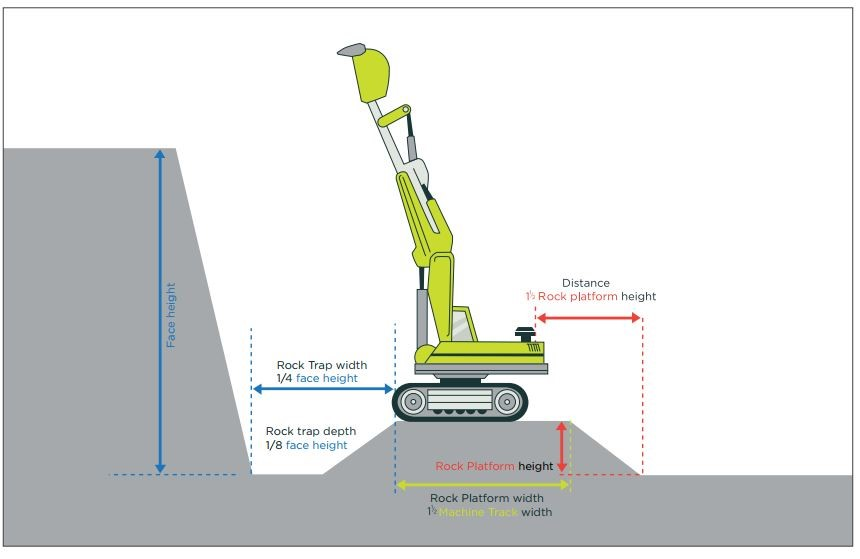 Distance
1½ Rock platform height
Face height
Rock Trap width
1/4 face height
Rock trap depth
1/8 face height
Rock Platform height
Rock Platform width
1½ Machine Track width